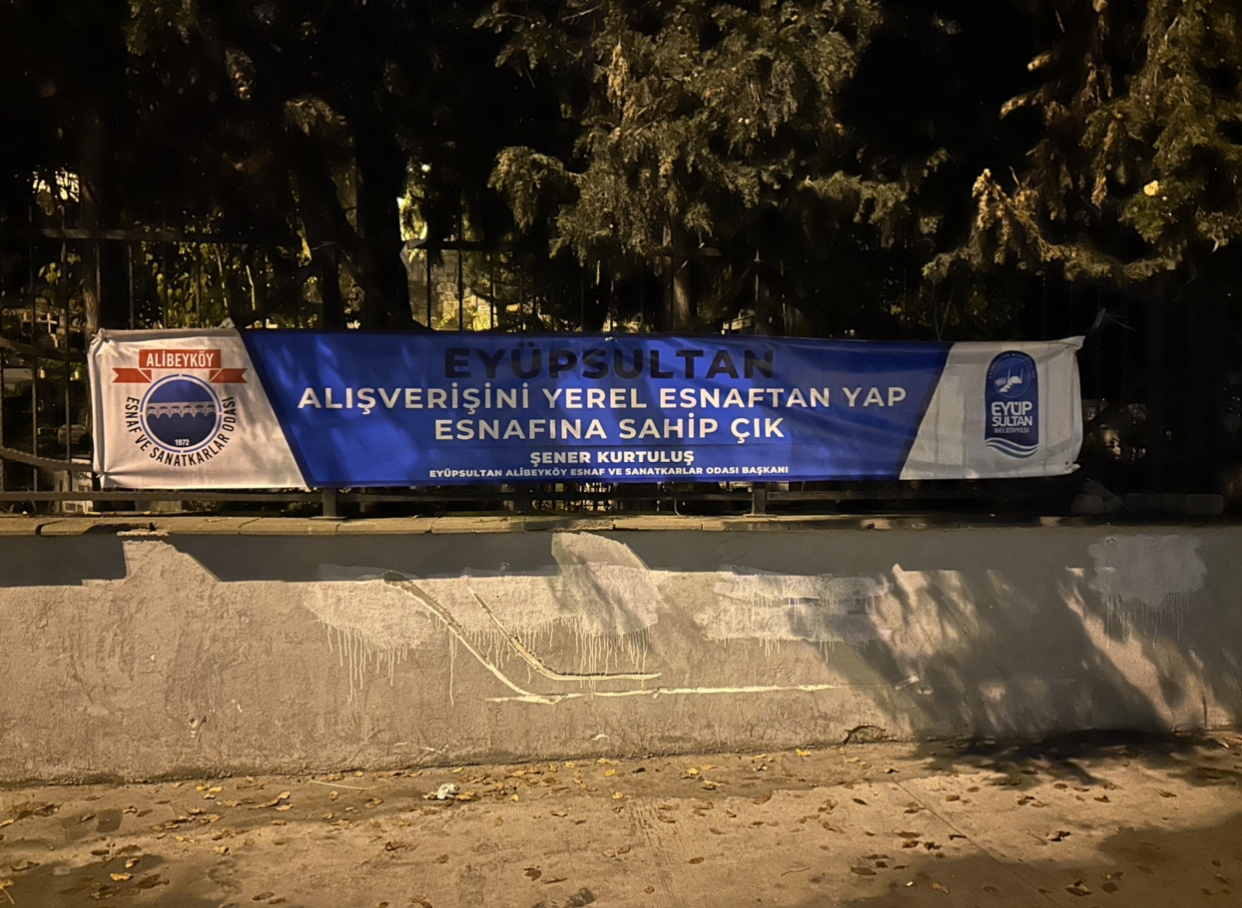 ALİBEYKÖY
ESNAF VE SANATKARLAR ODASI
1972
EYÜPSULTAN
ALIŞVERİŞİNİ YEREL ESNAFTAN YAP
ESNAFINA SAHİP ÇIK
ŞENER KURTULUŞ
EYÜPSULTAN ALİBEYKÖY ESNAF VE SANATKARLAR ODASI BAŞKANI
EYÜP
SULTAN
BELEDİYESİ